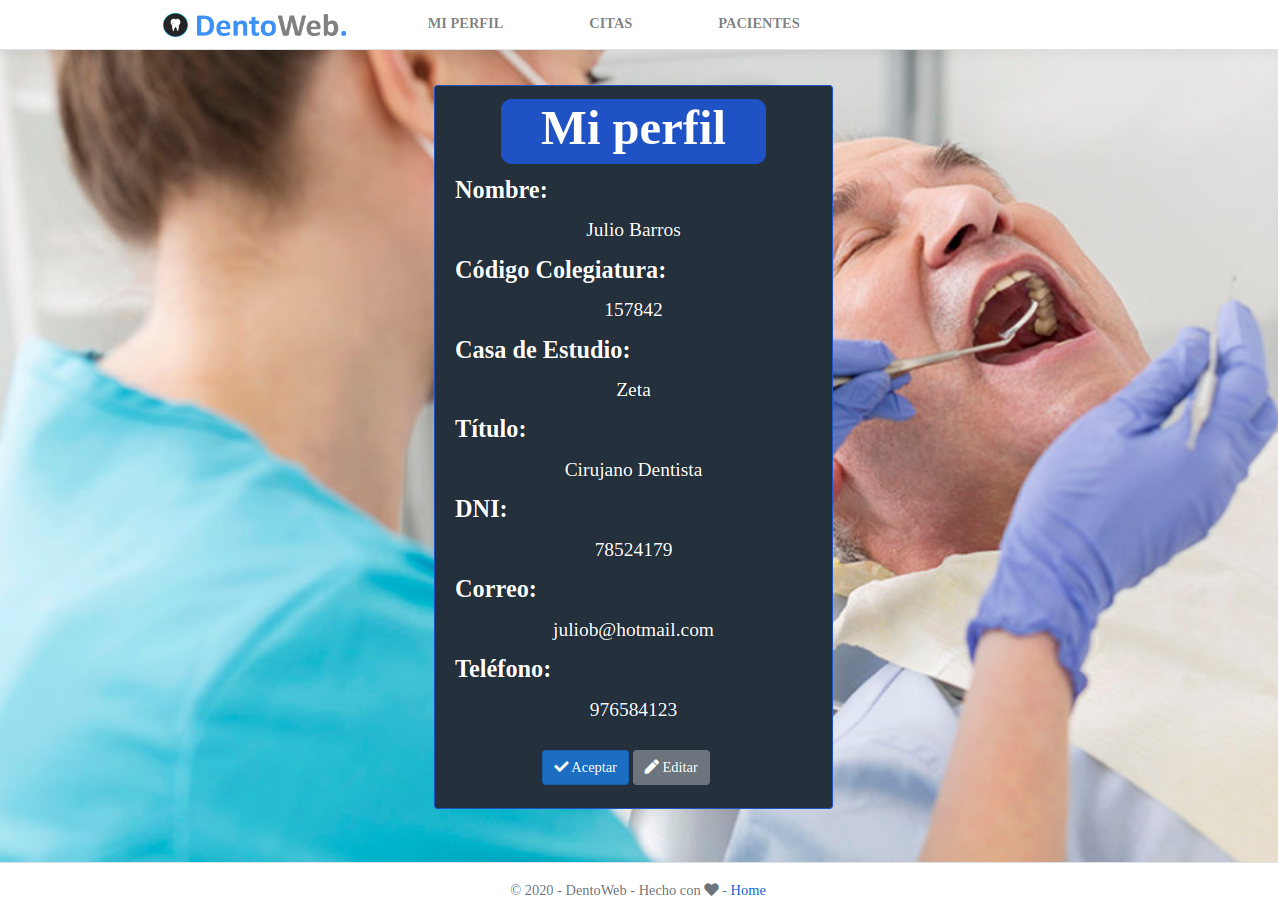 DentoWeb.
MI PERFIL CITAS PACIENTES
Mi perfil
Nombre:
Julio Barros
Código Colegiatura:
157842
Casa de Estudio:
Zeta
Título:
Cirujano Dentista
DNI:
78524179
Correo:
juliob@hotmail.com
Teléfono:
976584123
Aceptar Editar
© 2020 - DentoWeb - Hecho con - Home